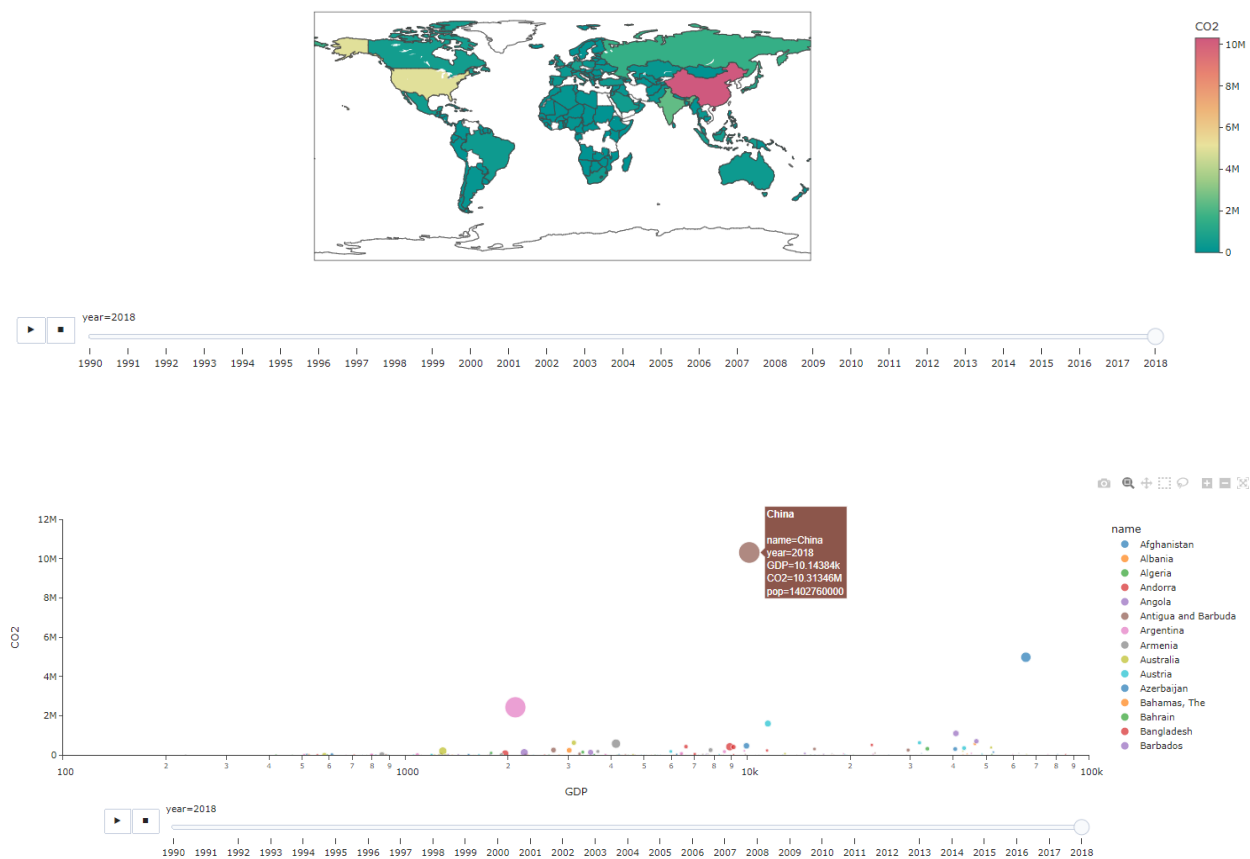 CO2
10M
8M
6M
4M
2M
0
year=2018
1990 1991 1992 1993 1994 1995 1996 1997 1998 1999 2000 2001 2002 2003 2004 2005 2006 2007 2008 2009 2010 2011 2012 2013 2014 2015 2016 2017 2018
12M
10M
8M
6M
4M
2M
0
CO2
China
name=China
year=2018
GDP=10.14384k
CO2=10.31346M
pop=1402760000
name
Afghanistan
Albania
Algeria
Andorra
Angola
Antigua and Barbuda
Argentina
Armenia
Australia
Austria
Azerbaijan
Bahamas, The
Bahrain
Bangladesh
Barbados
100 2 3 4 5 6 7 8 9 1000 2 3 4 5 6 7 8 9 10k 2 3 4 5 6 7 8 9 100k
GDP
year=2018
1990 1991 1992 1993 1994 1995 1996 1997 1998 1999 2000 2001 2002 2003 2004 2005 2006 2007 2008 2009 2010 2011 2012 2013 2014 2015 2016 2017 2018